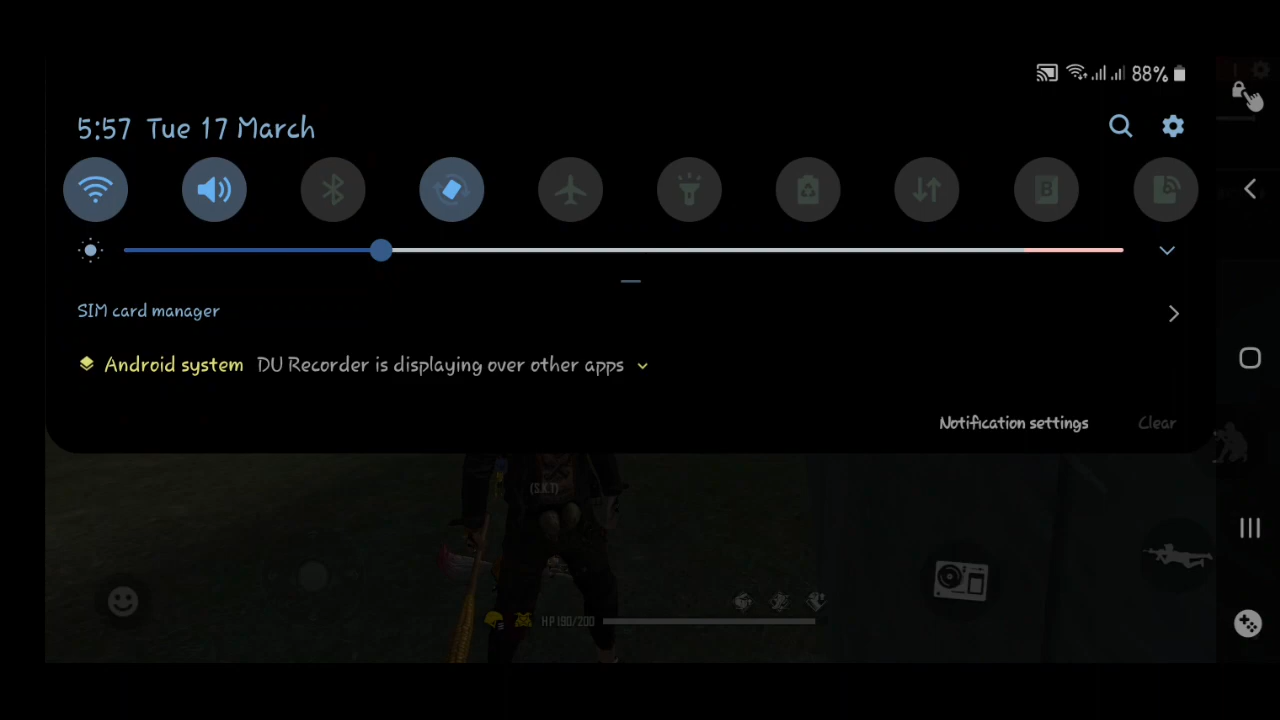 88%
5:57 Tue 17 March
SIM card manager
Android system DU Recorder is displaying over other apps
Notification settings Clear
(S.K.T)
HP 190/200